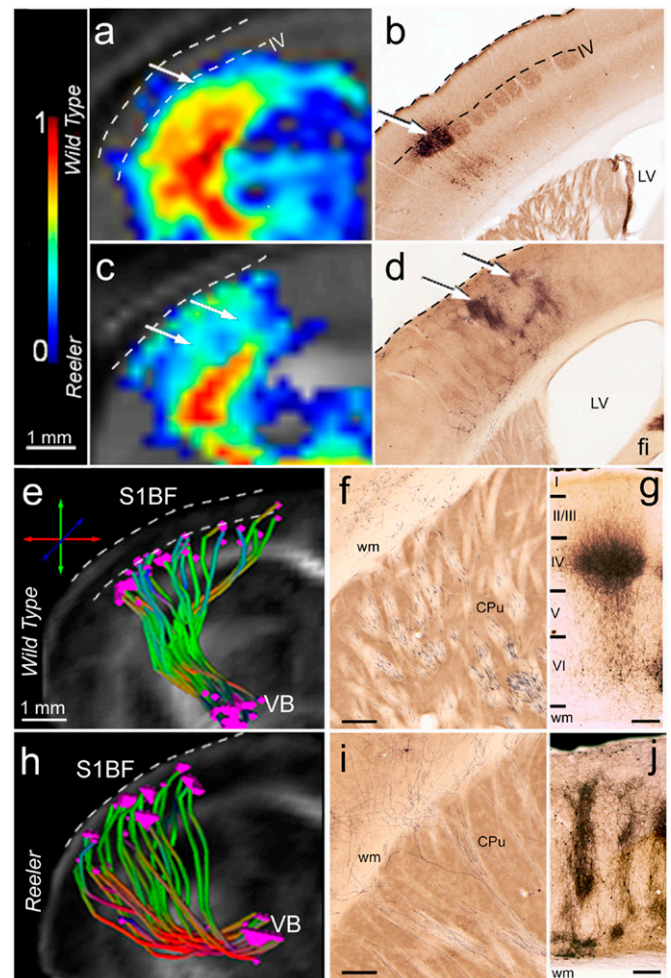 a
IV
b
IV
LV
1
Wild Type
0
Reeler
1 mm
c
d
LV
fi
e
S1BF
VB
Wild Type
1 mm
f
wm
CPu
g
I
II/III
IV
V
VI
wm
h
S1BF
VB
Reeler
i
wm
CPu
j
wm